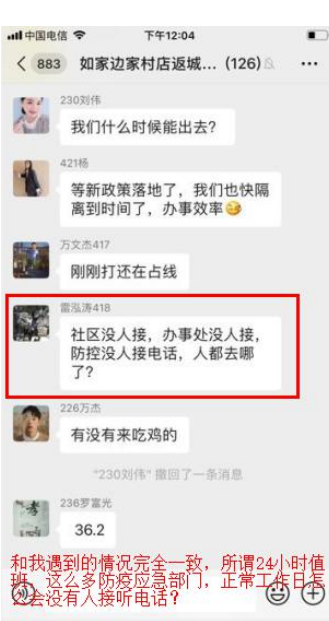 中国电信
下午12:04
883 如家边家村店返城... (126)
230刘伟
我们什么时候能出去?
421杨
等新政策落地了，我们也快隔
离到时间了，办事效率
万文杰417
刚刚打还在占线
雷泓涛418
社区没人接，办事处没人接，
防控没人接电话，人都去哪
了?
226万杰
有没有来吃鸡的
"230刘伟" 撤回了一条消息
236罗富光
36.2
和我遇到的情况完全一致，所谓24小时值
班，这么多防疫应急部门，正常工作日怎
么会没有人接听电话?